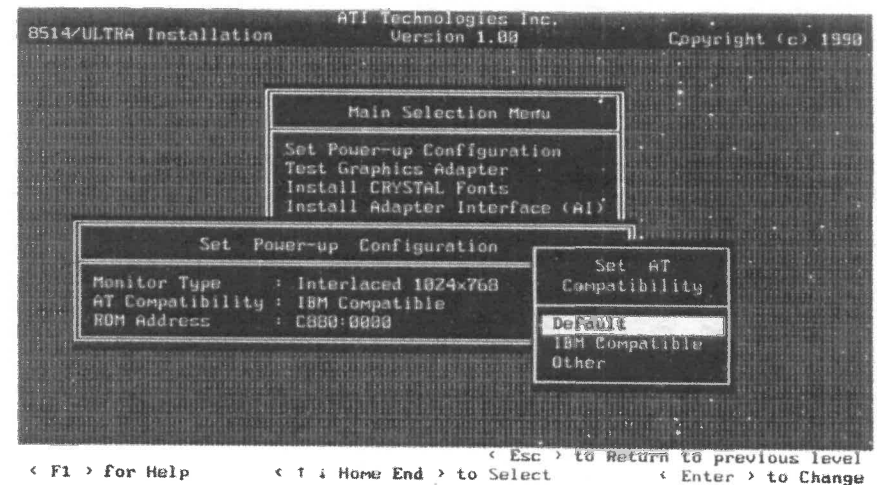 ATI Technologies Inc.
8514/ULTRA Installation Version 1.00 Copyright (c) 1990
Main Selection Menu
Set Power-up Configuration
Test Graphics Adapter
Install CRYSTAL Fonts
Install Adapter Interface (AI)
Set Power-up Configuration
Monitor Type : Interlaced 1024x768
AT Compatibility : IBM Compatible
ROM Address : C880:0000
Set AT
Compatibility
Default
IBM Compatible
Other
< Esc > to Return to previous level
< F1 > for Help < ↑ ↓ Home End > to Select < Enter > to Change